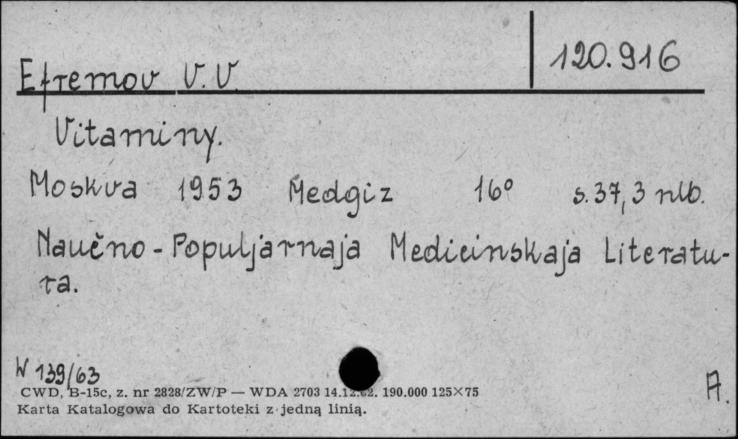 120.916
Efremov V. V.
Vitaminy.
Moskva 1953 Medgiz 16° s. 37, 3 nlb.
Naučno-Populjarnaja Medicinskaja Literatu-
ra.
W 139/63
CWD, B-15c, z. nr 2828/ZW/P — WDA 2703 14.12.62. 190.000 125×75
Karta Katalogowa do Kartoteki z jedną linią.
A.